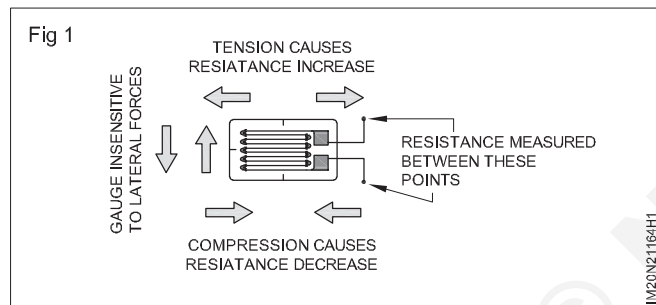 Fig 1
TENSION CAUSES
RESIATANCE INCREASE
GAUGE INSENSITIVE
TO LATERAL FORCES
RESISTANCE MEASURED
BETWEEN THESE
POINTS
COMPRESSION CAUSES
RESIATANCE DECREASE
IM20N21164H1